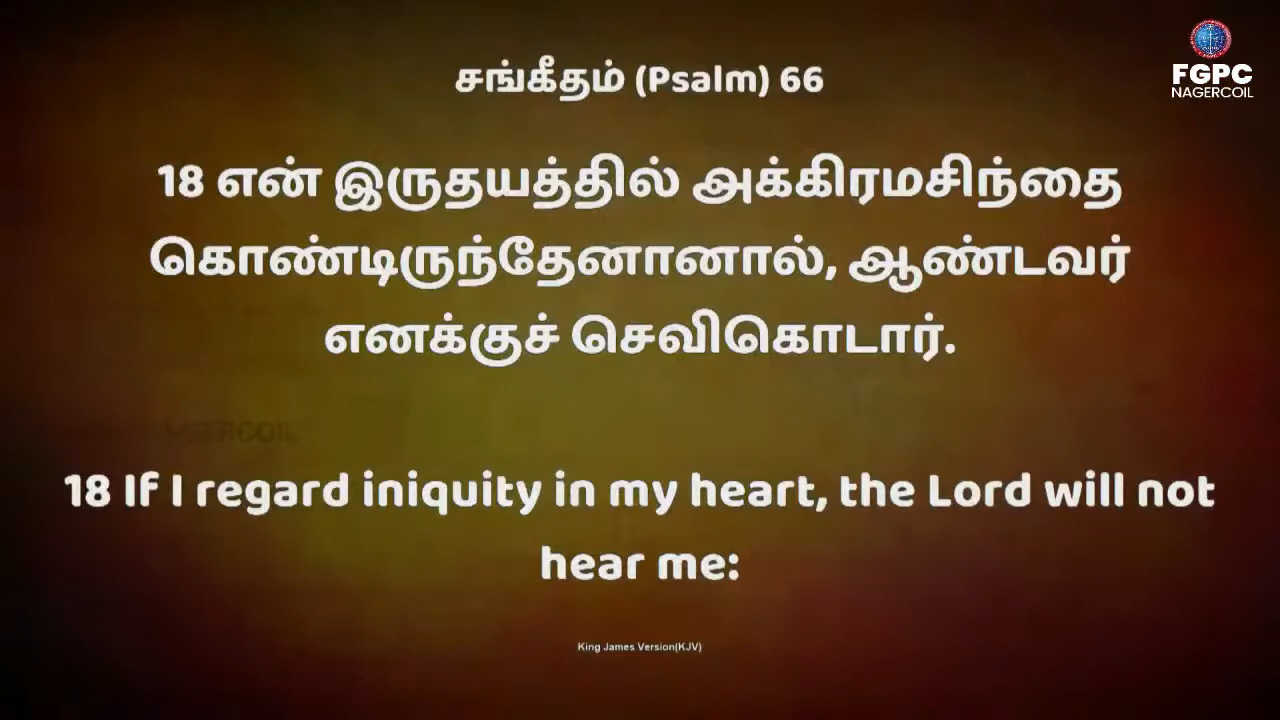 சங்கீதம் (Psalm) 66
FGPC
NAGERCOIL
18 என் இருதயத்தில் அக்கிரமசிந்தை
கொண்டிருந்தேனானால், ஆண்டவர்
எனக்குச் செவிகொடார்.
18 If I regard iniquity in my heart, the Lord will not
hear me:
King James Version(KJV)